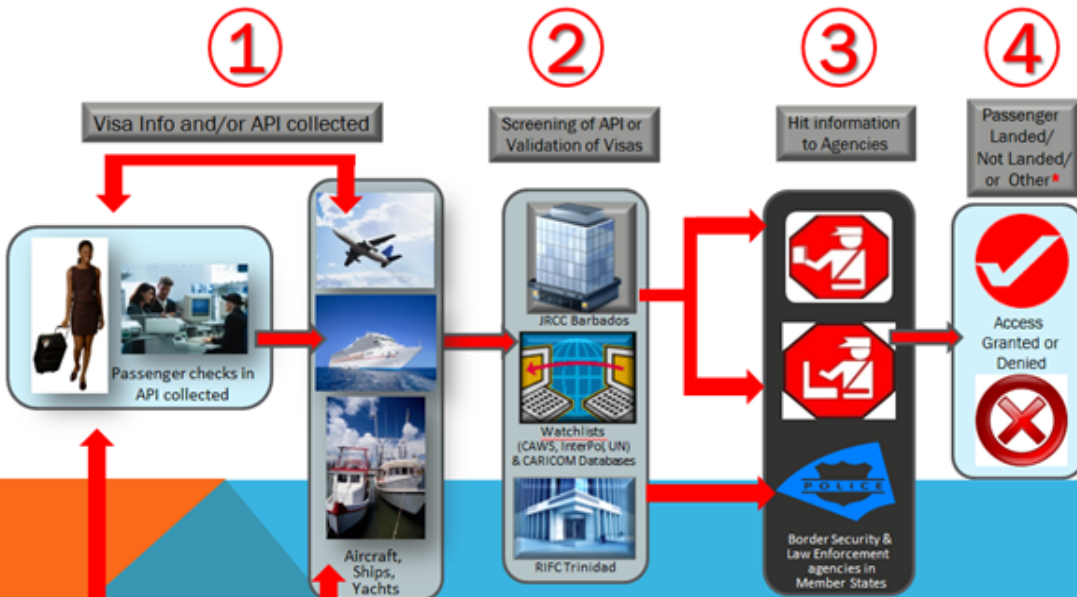 1
2
3
4
Visa Info and/or API collected
Screening of API or
Validation of Visas
Hit information
to Agencies
Passenger
Landed/
Not Landed/
or Other*
Passenger checks in
API collected
Aircraft,
Ships,
Yachts
JRCC Barbados
Watchlists
(CAWS, InterPol, UN)
& CARICOM Databases
RIFC Trinidad
POLICE
Border Security &
Law Enforcement
agencies in
Member States
Access
Granted or
Denied